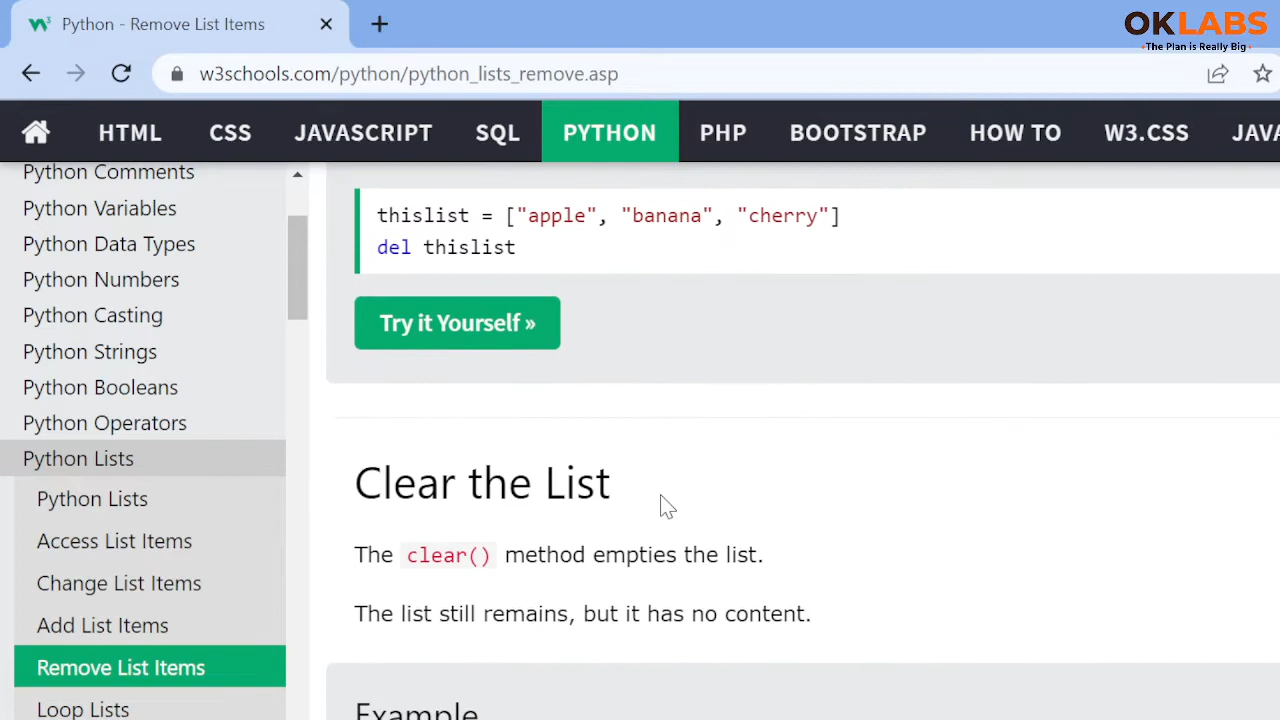 Python - Remove List Items
OKLABS
The Plan is Really Big
w3schools.com/python/python_lists_remove.asp
HTML CSS JAVASCRIPT SQL PYTHON PHP BOOTSTRAP HOW TO W3.CSS JAVA
Python Comments
Python Variables
Python Data Types
Python Numbers
Python Casting
Python Strings
Python Booleans
Python Operators
Python Lists
Python Lists
Access List Items
Change List Items
Add List Items
Remove List Items
Loop Lists
thislist = ["apple", "banana", "cherry"]
del thislist
Try it Yourself »
Clear the List
The clear() method empties the list.
The list still remains, but it has no content.
Example